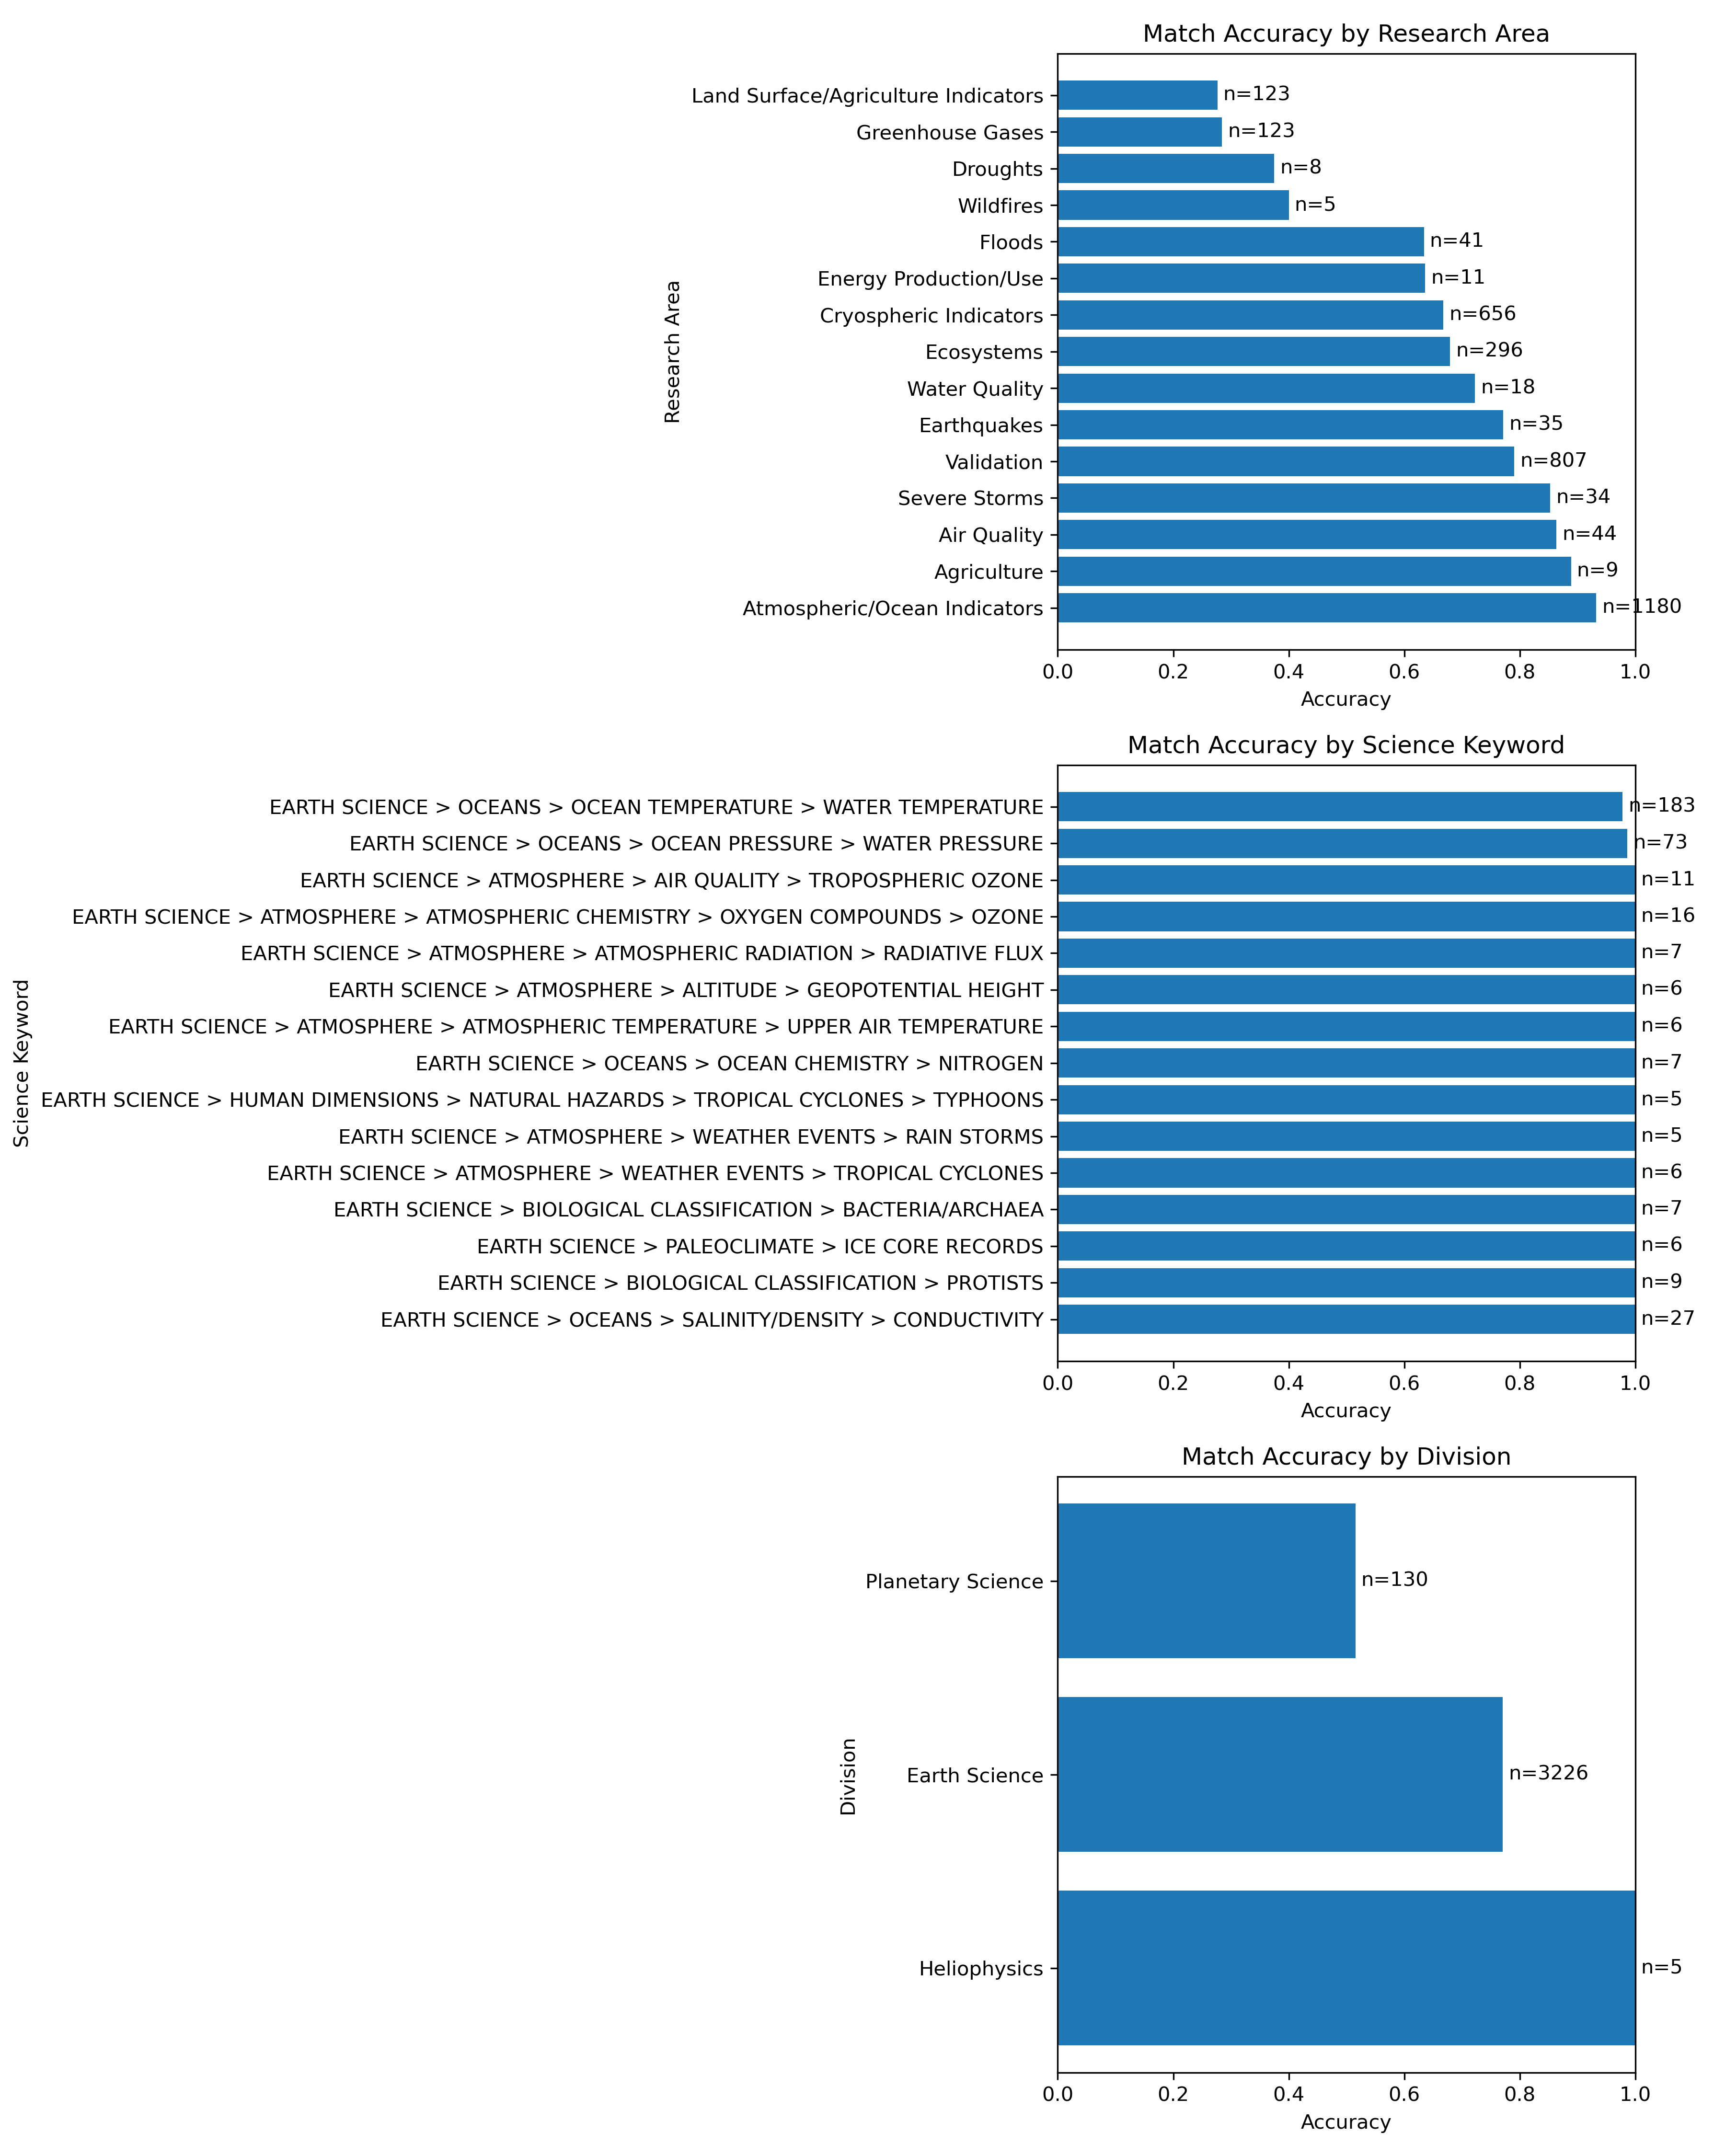 Match Accuracy by Research Area
Research Area
Land Surface/Agriculture Indicators n=123
Greenhouse Gases n=123
Droughts n=8
Wildfires n=5
Floods n=41
Energy Production/Use n=11
Cryospheric Indicators n=656
Ecosystems n=296
Water Quality n=18
Earthquakes n=35
Validation n=807
Severe Storms n=34
Air Quality n=44
Agriculture n=9
Atmospheric/Ocean Indicators n=1180
0.0 0.2 0.4 0.6 0.8 1.0
Accuracy
Match Accuracy by Science Keyword
Science Keyword
EARTH SCIENCE > OCEANS > OCEAN TEMPERATURE > WATER TEMPERATURE n=183
EARTH SCIENCE > OCEANS > OCEAN PRESSURE > WATER PRESSURE n=73
EARTH SCIENCE > ATMOSPHERE > AIR QUALITY > TROPOSPHERIC OZONE n=11
EARTH SCIENCE > ATMOSPHERE > ATMOSPHERIC CHEMISTRY > OXYGEN COMPOUNDS > OZONE n=16
EARTH SCIENCE > ATMOSPHERE > ATMOSPHERIC RADIATION > RADIATIVE FLUX n=7
EARTH SCIENCE > ATMOSPHERE > ALTITUDE > GEOPOTENTIAL HEIGHT n=6
EARTH SCIENCE > ATMOSPHERE > ATMOSPHERIC TEMPERATURE > UPPER AIR TEMPERATURE n=6
EARTH SCIENCE > OCEANS > OCEAN CHEMISTRY > NITROGEN n=7
EARTH SCIENCE > HUMAN DIMENSIONS > NATURAL HAZARDS > TROPICAL CYCLONES > TYPHOONS n=5
EARTH SCIENCE > ATMOSPHERE > WEATHER EVENTS > RAIN STORMS n=5
EARTH SCIENCE > ATMOSPHERE > WEATHER EVENTS > TROPICAL CYCLONES n=6
EARTH SCIENCE > BIOLOGICAL CLASSIFICATION > BACTERIA/ARCHAEA n=7
EARTH SCIENCE > PALEOCLIMATE > ICE CORE RECORDS n=6
EARTH SCIENCE > BIOLOGICAL CLASSIFICATION > PROTISTS n=9
EARTH SCIENCE > OCEANS > SALINITY/DENSITY > CONDUCTIVITY n=27
0.0 0.2 0.4 0.6 0.8 1.0
Accuracy
Match Accuracy by Division
Division
Planetary Science n=130
Earth Science n=3226
Heliophysics n=5
0.0 0.2 0.4 0.6 0.8 1.0
Accuracy